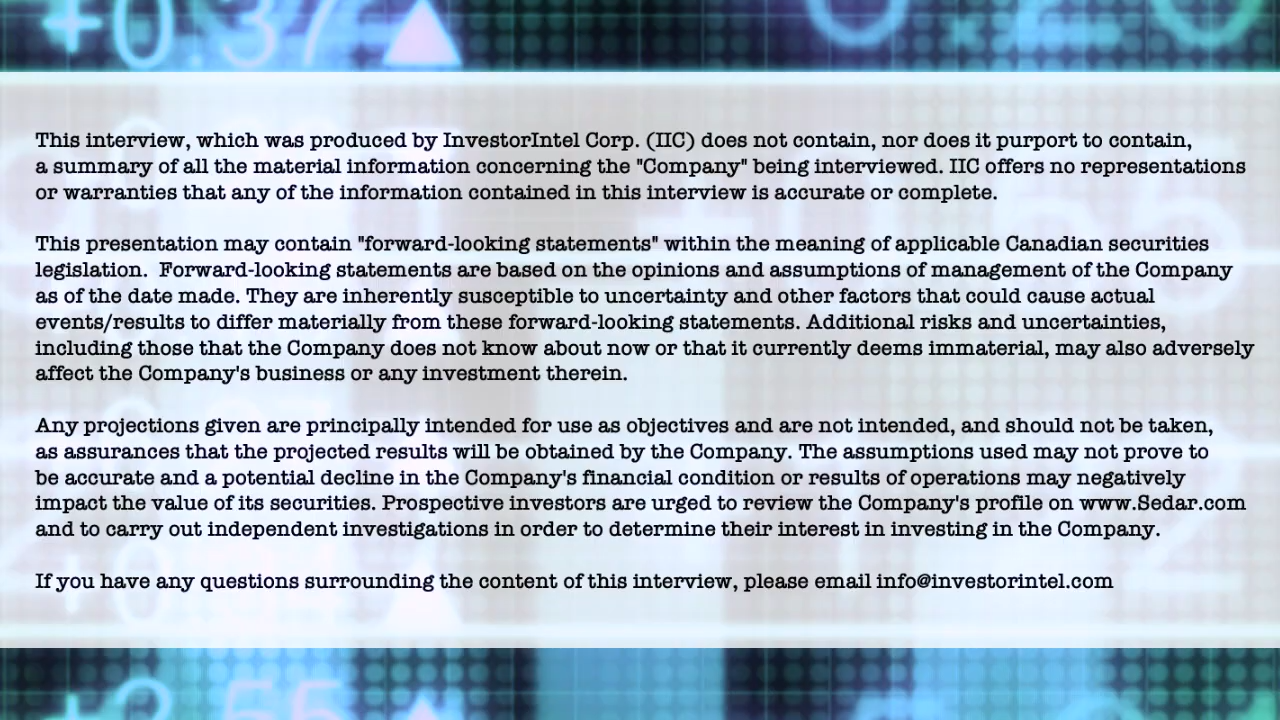 +0.37▲
This interview, which was produced by InvestorIntel Corp. (IIC) does not contain, nor does it purport to contain,
a summary of all the material information concerning the "Company" being interviewed. IIC offers no representations
or warranties that any of the information contained in this interview is accurate or complete.
This presentation may contain "forward-looking statements" within the meaning of applicable Canadian securities
legislation.  Forward-looking statements are based on the opinions and assumptions of management of the Company
as of the date made. They are inherently susceptible to uncertainty and other factors that could cause actual
events/results to differ materially from these forward-looking statements. Additional risks and uncertainties,
including those that the Company does not know about now or that it currently deems immaterial, may also adversely
affect the Company's business or any investment therein.
Any projections given are principally intended for use as objectives and are not intended, and should not be taken,
as assurances that the projected results will be obtained by the Company. The assumptions used may not prove to
be accurate and a potential decline in the Company's financial condition or results of operations may negatively
impact the value of its securities. Prospective investors are urged to review the Company's profile on www.Sedar.com
and to carry out independent investigations in order to determine their interest in investing in the Company.
If you have any questions surrounding the content of this interview, please email info@investorintel.com